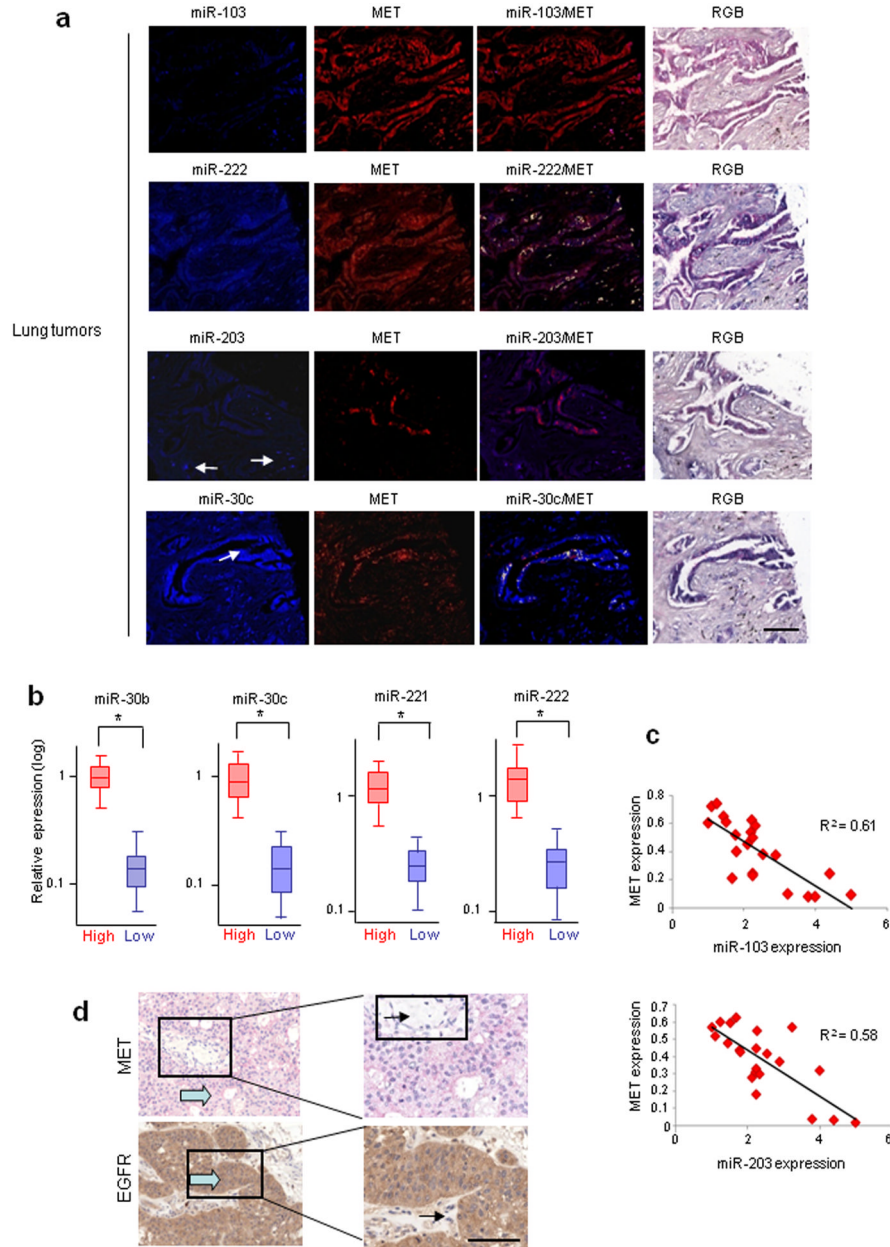 a
miR-103 MET miR-103/MET RGB
miR-222 MET miR-222/MET RGB
Lung tumors
miR-203 MET miR-203/MET RGB
miR-30c MET miR-30c/MET RGB
b
miR-30b miR-30c miR-221 miR-222
* * * *
Relative epression (log)
1 1 1 1
0.1 0.1 0.1 0.1
High Low High Low High Low High Low
c
MET expression
0.8
0.6
0.4
0.2
0
R² = 0.61
0 2 4 6
miR-103 expression
d
MET
EGFR
MET expression
0.7
0.6
0.5
0.4
0.3
0.2
0.1
0
R² = 0.58
0 2 4 6
miR-203 expression